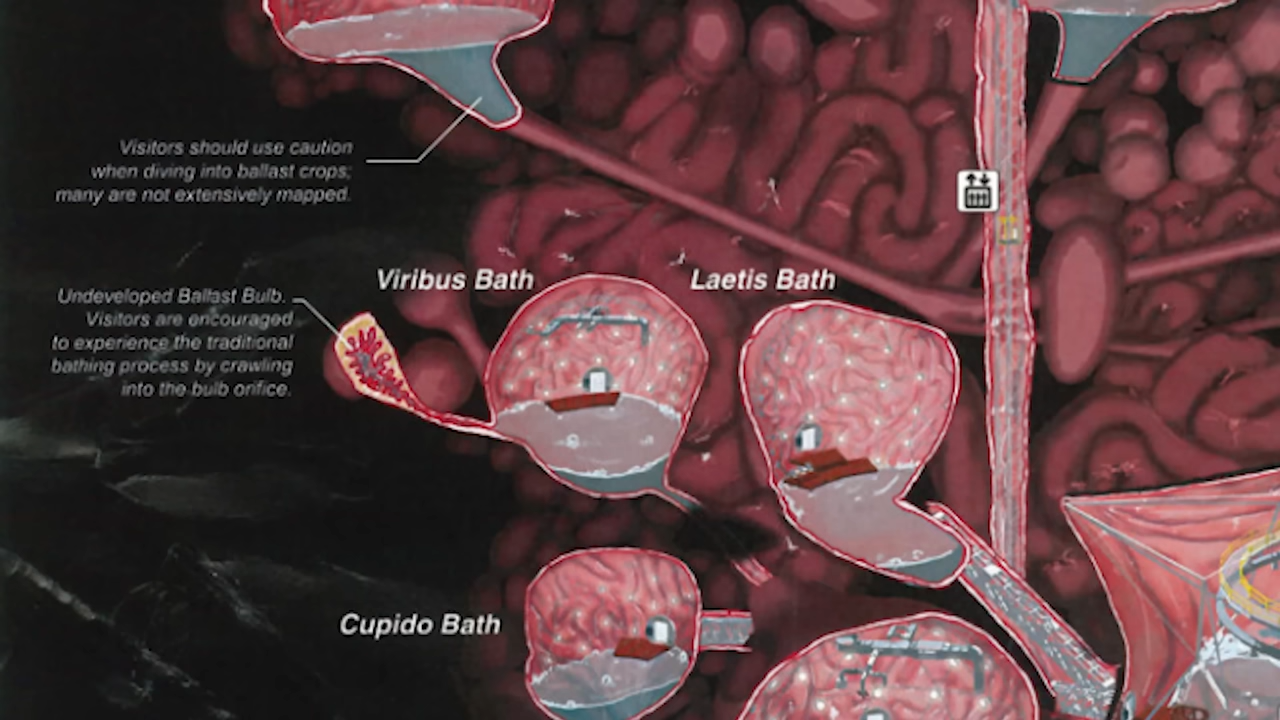 Visitors should use caution
when diving into ballast crops;
many are not extensively mapped.
Viribus Bath
Laetis Bath
Undeveloped Ballast Bulb.
Visitors are encouraged
to experience the traditional
bathing process by crawling
into the bulb orifice.
Cupido Bath